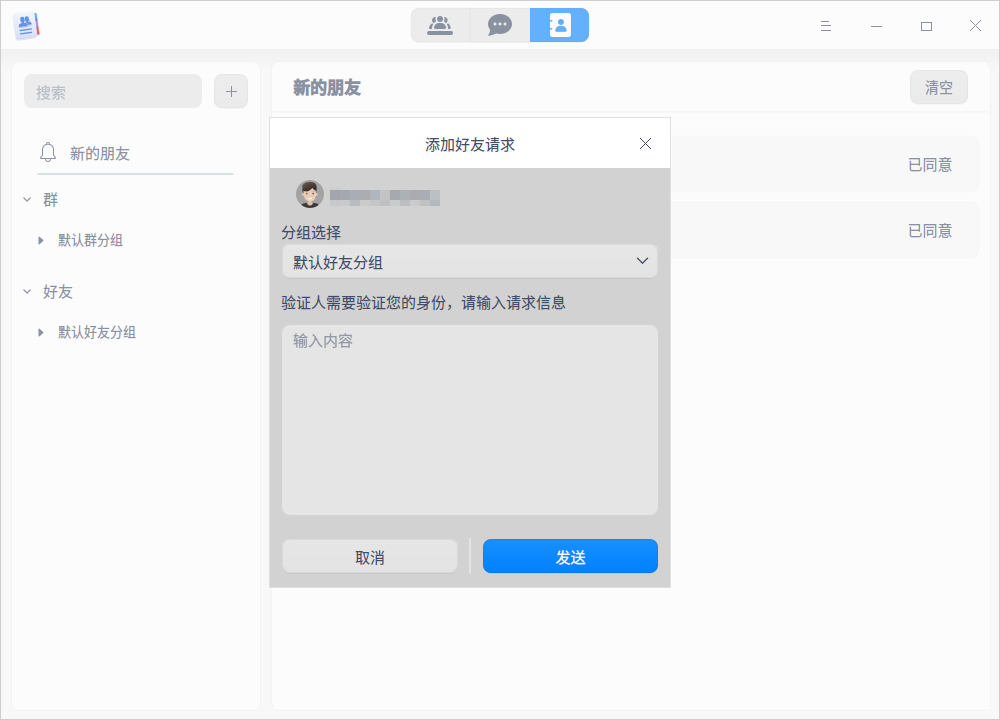 搜索
新的朋友
群
默认群分组
好友
默认好友分组
新的朋友
清空
已同意
已同意
添加好友请求
分组选择
默认好友分组
验证人需要验证您的身份，请输入请求信息
输入内容
取消
发送